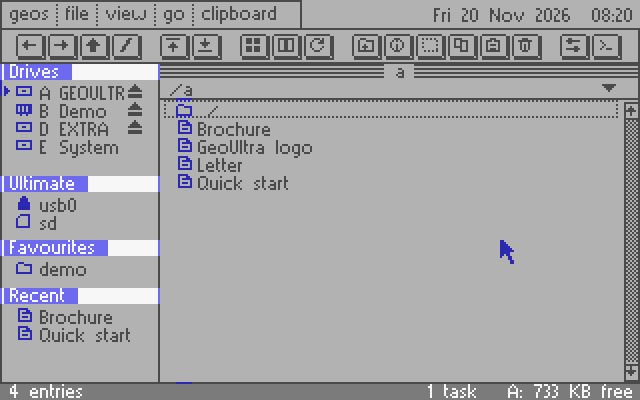 geos file view go clipboard Fri 20 Nov 2026 08:20
Drives
a
A GEOULTR
/a
B Demo
/
D EXTRA
Brochure
E System
GeoUltra logo
Letter
Ultimate
Quick start
usb0
sd
Favourites
demo
Recent
Brochure
Quick start
4 entries 1 task A: 733 KB free